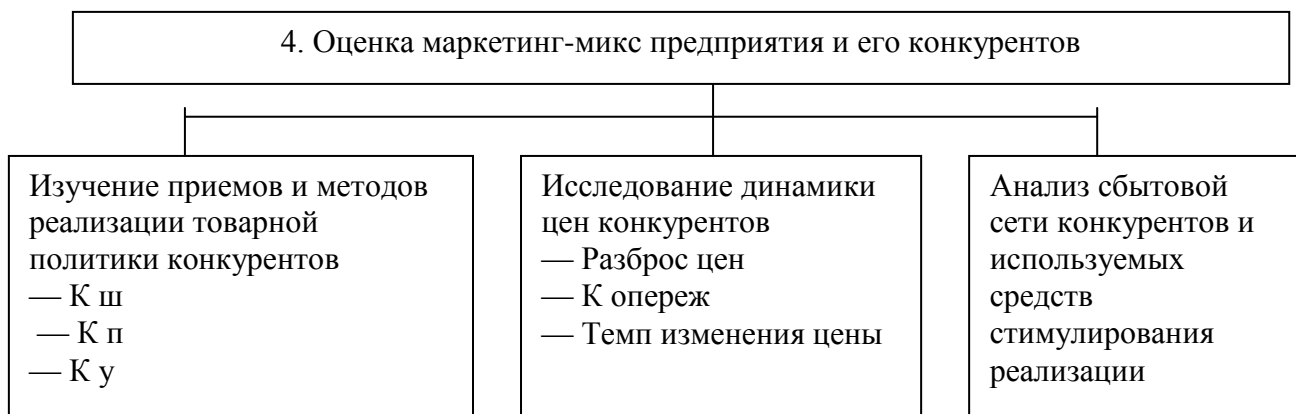 4. Оценка маркетинг-микс предприятия и его конкурентов
Изучение приемов и методов
реализации товарной
политики конкурентов
— К ш
— К п
— К у
Исследование динамики
цен конкурентов
— Разброс цен
— К опереж
— Темп изменения цены
Анализ сбытовой
сети конкурентов и
используемых
средств
стимулирования
реализации